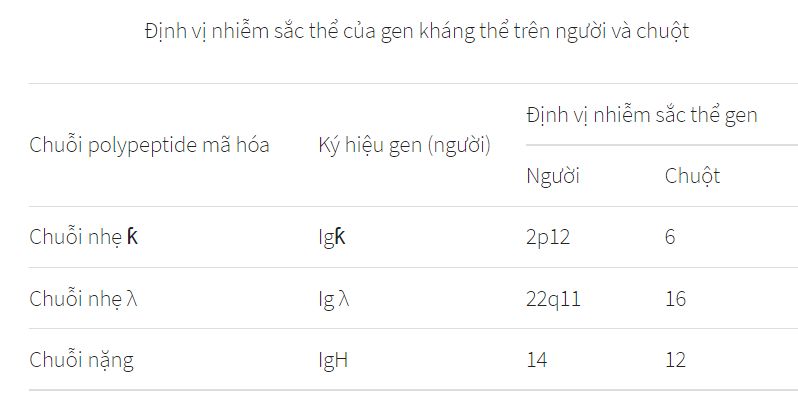 Định vị nhiễm sắc thể của gen kháng thể trên người và chuột
Chuỗi polypeptide mã hóa Ký hiệu gen (người) Định vị nhiễm sắc thể gen
Người Chuột
Chuỗi nhẹ ƙ Igƙ 2p12 6
Chuỗi nhẹ λ Ig λ 22q11 16
Chuỗi nặng IgH 14 12